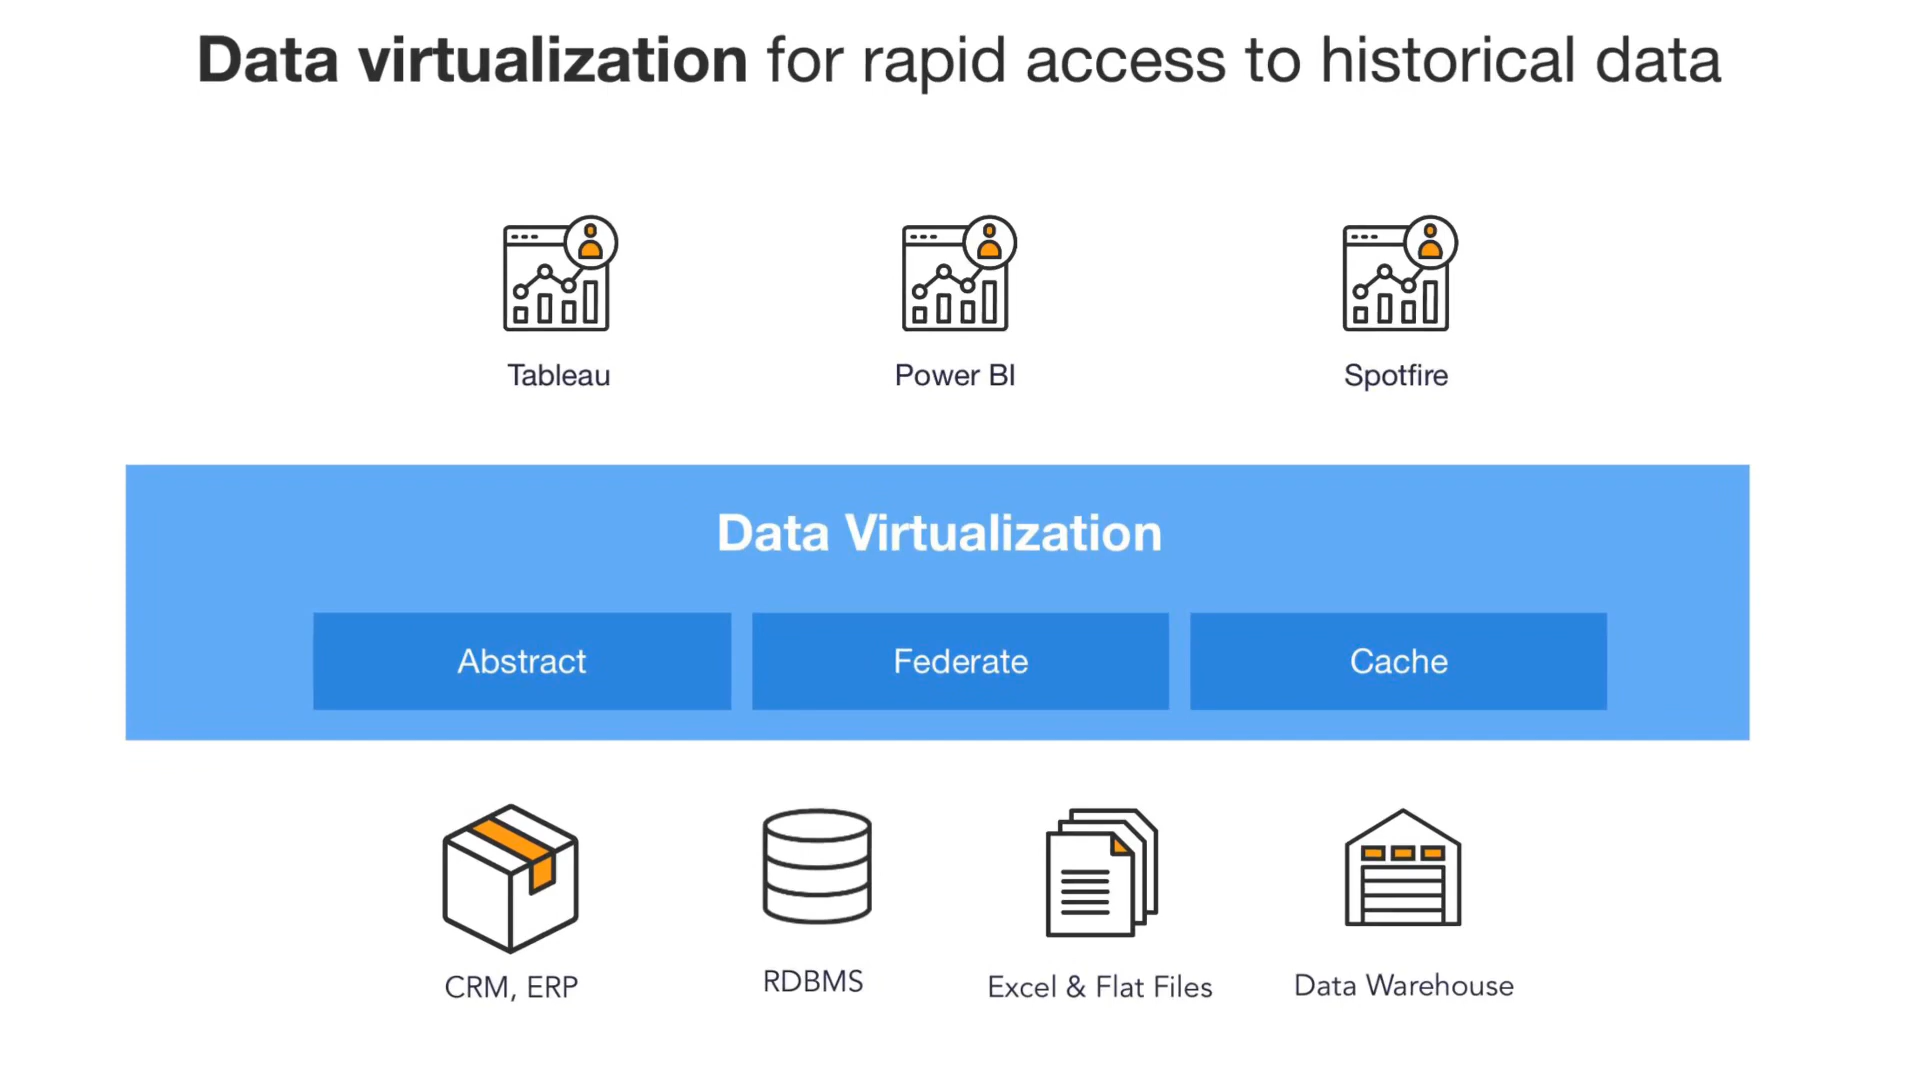 Data virtualization for rapid access to historical data
Tableau
Power BI
Spotfire
Data Virtualization
Abstract
Federate
Cache
CRM, ERP
RDBMS
Excel & Flat Files
Data Warehouse